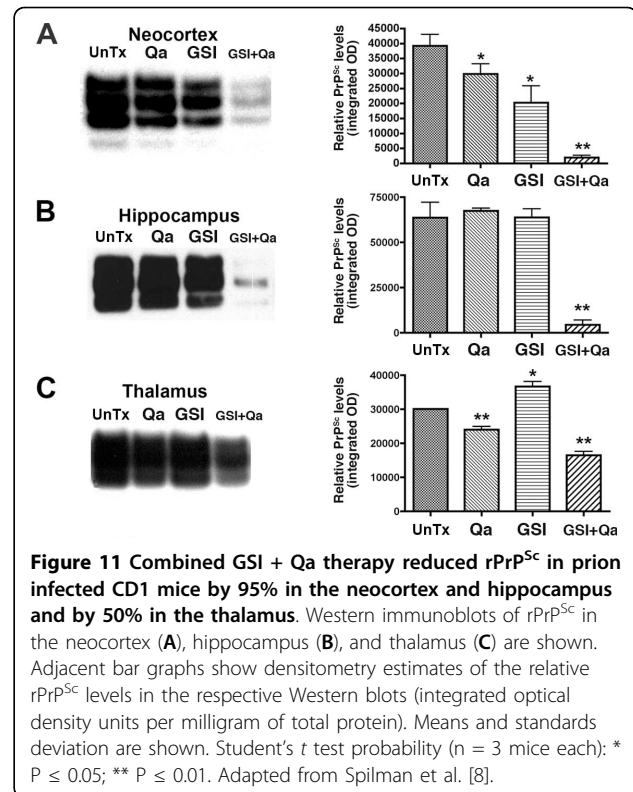 A
Neocortex
UnTx Qa GSI GSI+Qa
Relative PrPSc levels
(integrated OD)
45000
40000
35000
30000
25000
20000
15000
10000
5000
0
*
*
**
UnTx Qa GSI GSI+Qa
B
Hippocampus
UnTx Qa GSI GSI+Qa
Relative PrPSc levels
(integrated OD)
75000
50000
25000
0
**
UnTx Qa GSI GSI+Qa
C
Thalamus
UnTx Qa GSI GSI+Qa
Relative PrPSc levels
(integrated OD)
40000
30000
20000
10000
0
**
*
**
UnTx Qa GSI GSI+Qa
Figure 11 Combined GSI + Qa therapy reduced rPrPSc in prion
infected CD1 mice by 95% in the neocortex and hippocampus
and by 50% in the thalamus. Western immunoblots of rPrPSc in
the neocortex (A), hippocampus (B), and thalamus (C) are shown.
Adjacent bar graphs show densitometry estimates of the relative
rPrPSc levels in the respective Western blots (integrated optical
density units per milligram of total protein). Means and standards
deviation are shown. Student's t test probability (n = 3 mice each): *
P ≤ 0.05; ** P ≤ 0.01. Adapted from Spilman et al. [8].